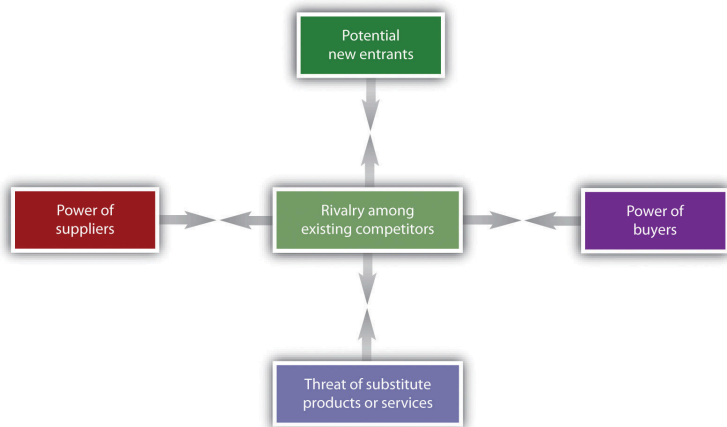 Potential
new entrants
Power of
suppliers
Rivalry among
existing competitors
Power of
buyers
Threat of substitute
products or services